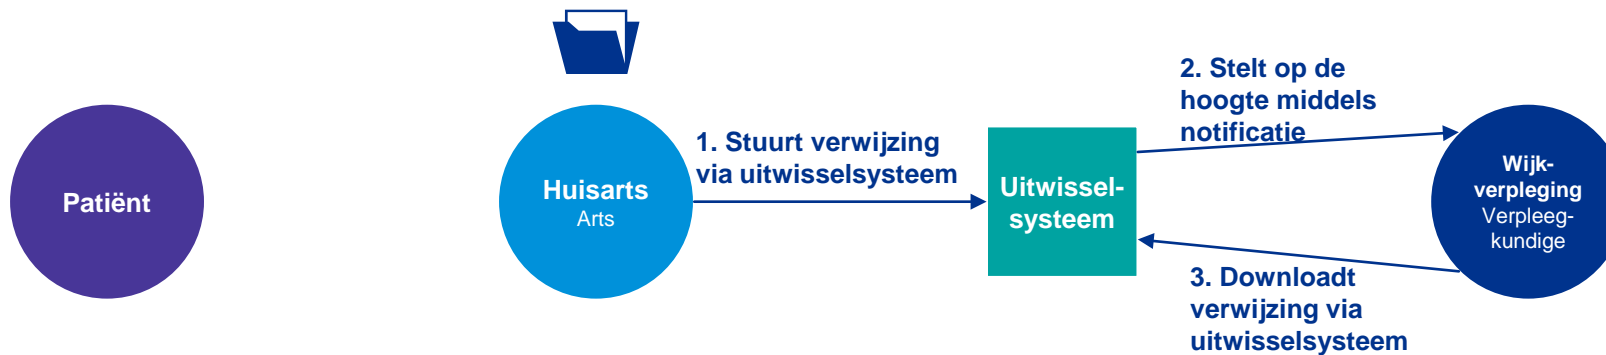 Patiënt
Huisarts
Arts
1. Stuurt verwijzing
via uitwisselsysteem
Uitwissel-
systeem
2. Stelt op de
hoogte middels
notificatie
Wijk-
verpleging
Verpleeg-
kundige
3. Downloadt
verwijzing via
uitwisselsysteem